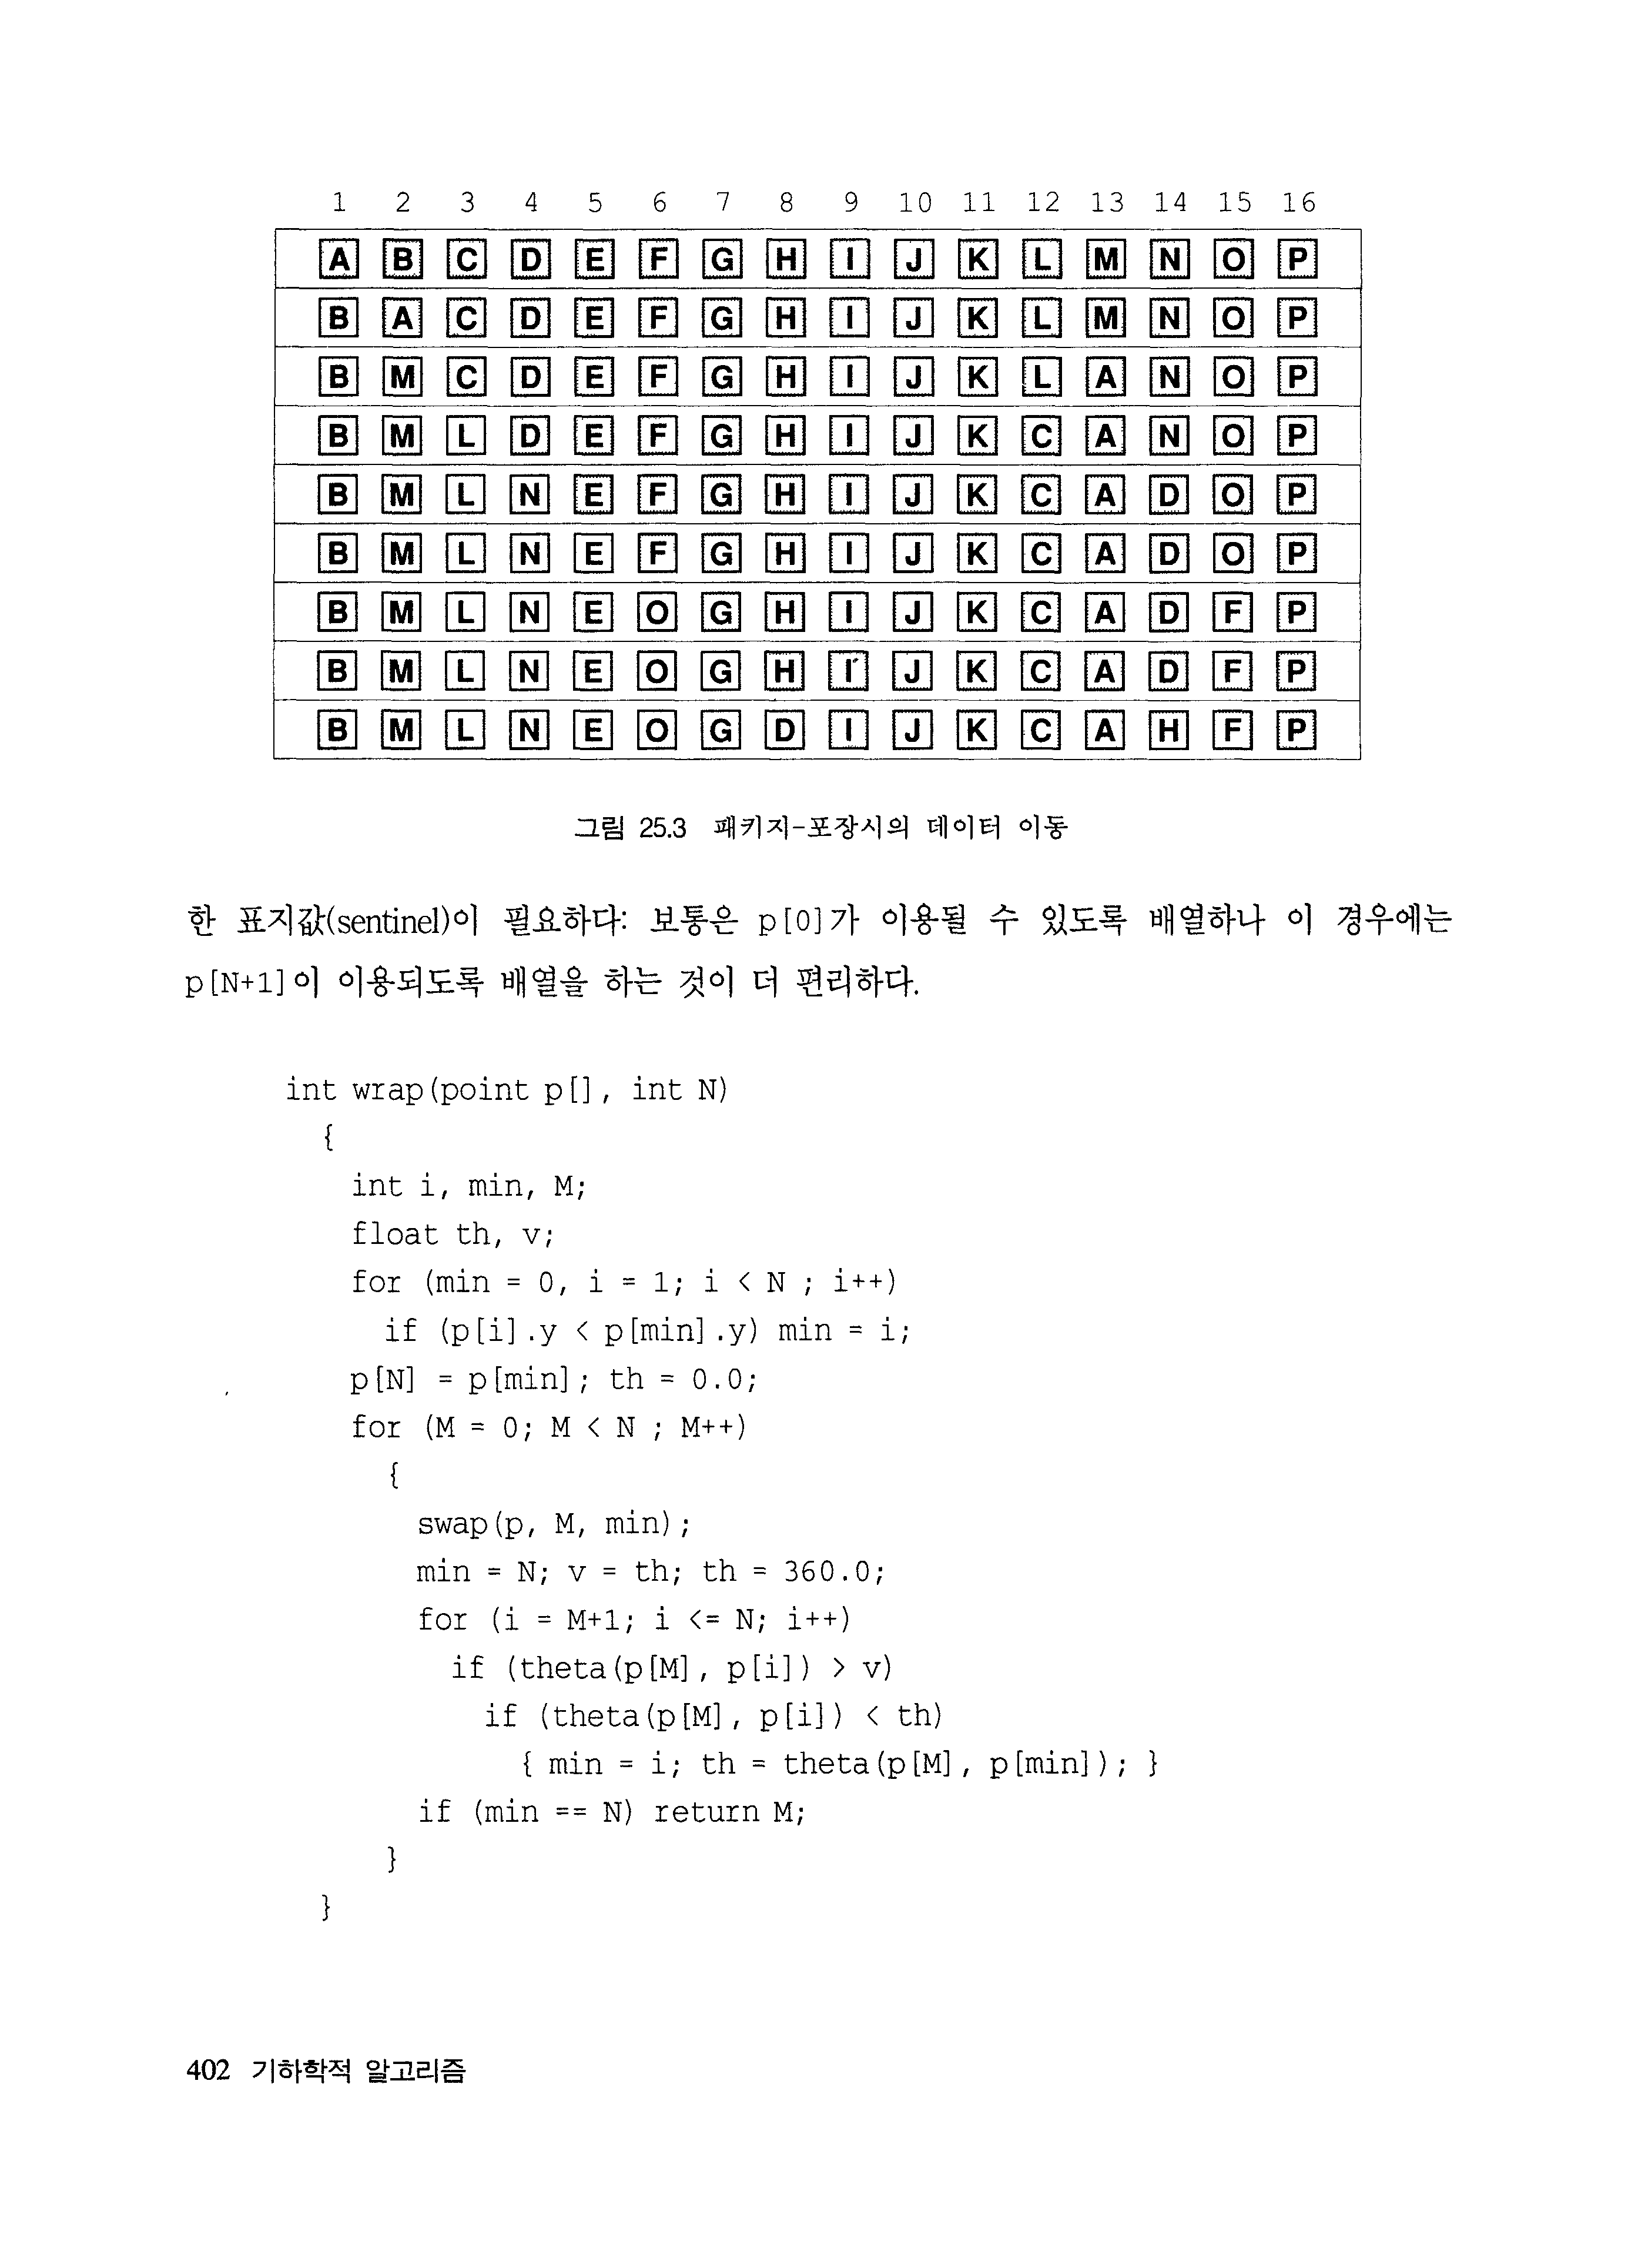 1 2 3 4 5 6 7 8 9 10 11 12 13 14 15 16
A B C D E F G H I J K L M N O P
B A C D E F G H I J K L M N O P
B M C D E F G H I J K L A N O P
B M L D E F G H I J K C A N O P
B M L N E F G H I J K C A D O P
B M L N E F G H I J K C A D O P
B M L N E O G H I J K C A D F P
B M L N E O G H I J K C A D F P
B M L N E O G D I J K C A H F P
그림 25.3 패키지-포장시의 데이터 이동
한 표지값(sentinel)이 필요하다: 보통은 p[0]가 이용될 수 있도록 배열하나 이 경우에는
p[N+1]이 이용되도록 배열을 하는 것이 더 편리하다.
int wrap(point p[], int N)
{
int i, min, M;
float th, v;
for (min = 0, i = 1; i < N ; i++)
if (p[i].y < p[min].y) min = i;
p[N] = p[min]; th = 0.0;
for (M = 0; M < N ; M++)
{
swap(p, M, min);
min = N; v = th; th = 360.0;
for (i = M+1; i <= N; i++)
if (theta(p[M], p[i]) > v)
if (theta(p[M], p[i]) < th)
{ min = i; th = theta(p[M], p[min]); }
if (min == N) return M;
}
}
402 기하학적 알고리즘